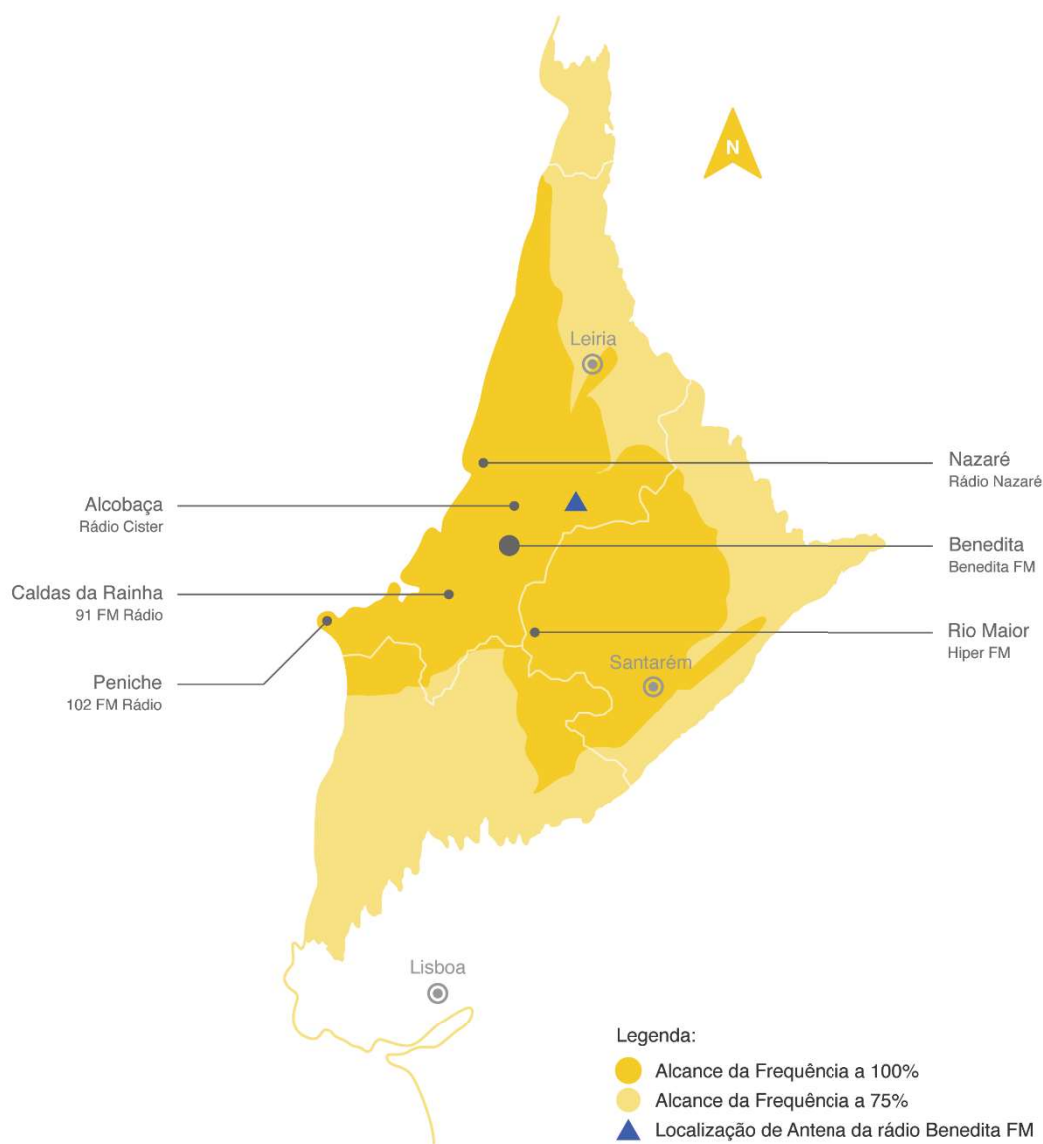 N
Leiria
Nazaré
Rádio Nazaré
Alcobaça
Rádio Cister
Benedita
Benedita FM
Caldas da Rainha
91 FM Rádio
Rio Maior
Hiper FM
Santarém
Peniche
102 FM Rádio
Lisboa
Legenda:
Alcance da Frequência a 100%
Alcance da Frequência a 75%
Localização de Antena da rádio Benedita FM